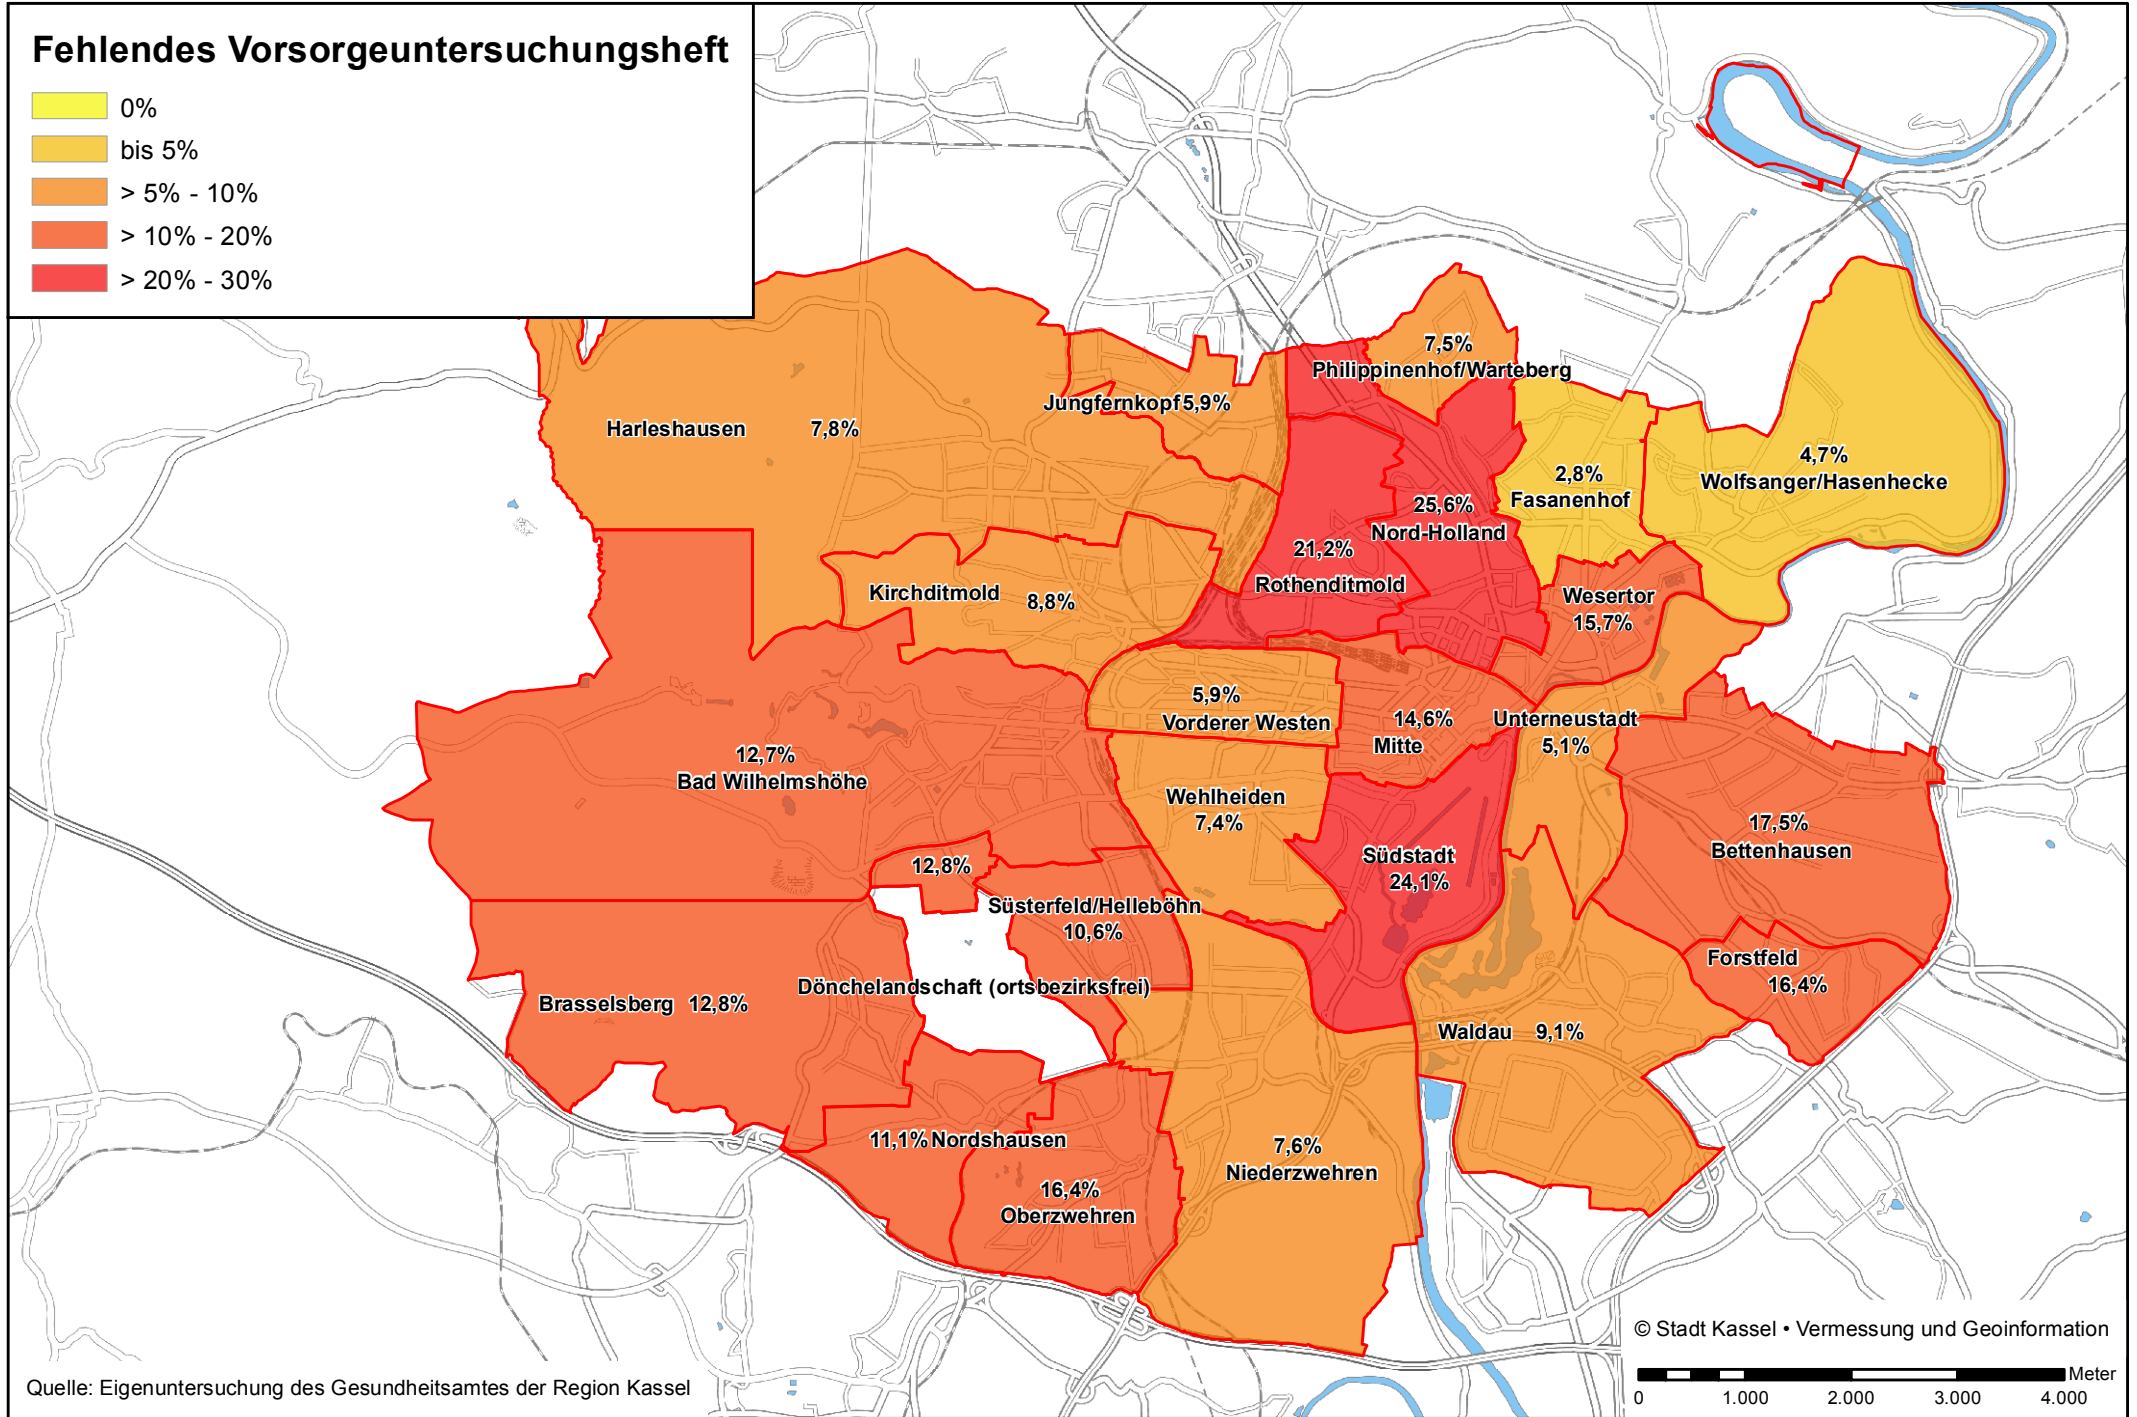 Fehlendes Vorsorgeuntersuchungsheft
0%
bis 5%
> 5% - 10%
> 10% - 20%
> 20% - 30%
7,5%
Philippinenhof/Warteberg
Jungfernkopf 5,9%
Harleshausen 7,8%
4,7%
Wolfsanger/Hasenhecke
2,8%
Fasanenhof
25,6%
Nord-Holland
21,2%
Rothenditmold
Kirchditmold 8,8%
Wesertor
15,7%
5,9%
Vorderer Westen
14,6%
Mitte
Unterneustadt
5,1%
12,7%
Bad Wilhelmshöhe
Wehlheiden
7,4%
17,5%
Bettenhausen
Südstadt
24,1%
12,8%
Süsterfeld/Helleböhn
10,6%
Forstfeld
16,4%
Dönchelandschaft (ortsbezirksfrei)
Brasselsberg 12,8%
Waldau 9,1%
11,1% Nordshausen
7,6%
Niederzwehren
16,4%
Oberzwehren
© Stadt Kassel • Vermessung und Geoinformation
Meter
0 1.000 2.000 3.000 4.000
Quelle: Eigenuntersuchung des Gesundheitsamtes der Region Kassel